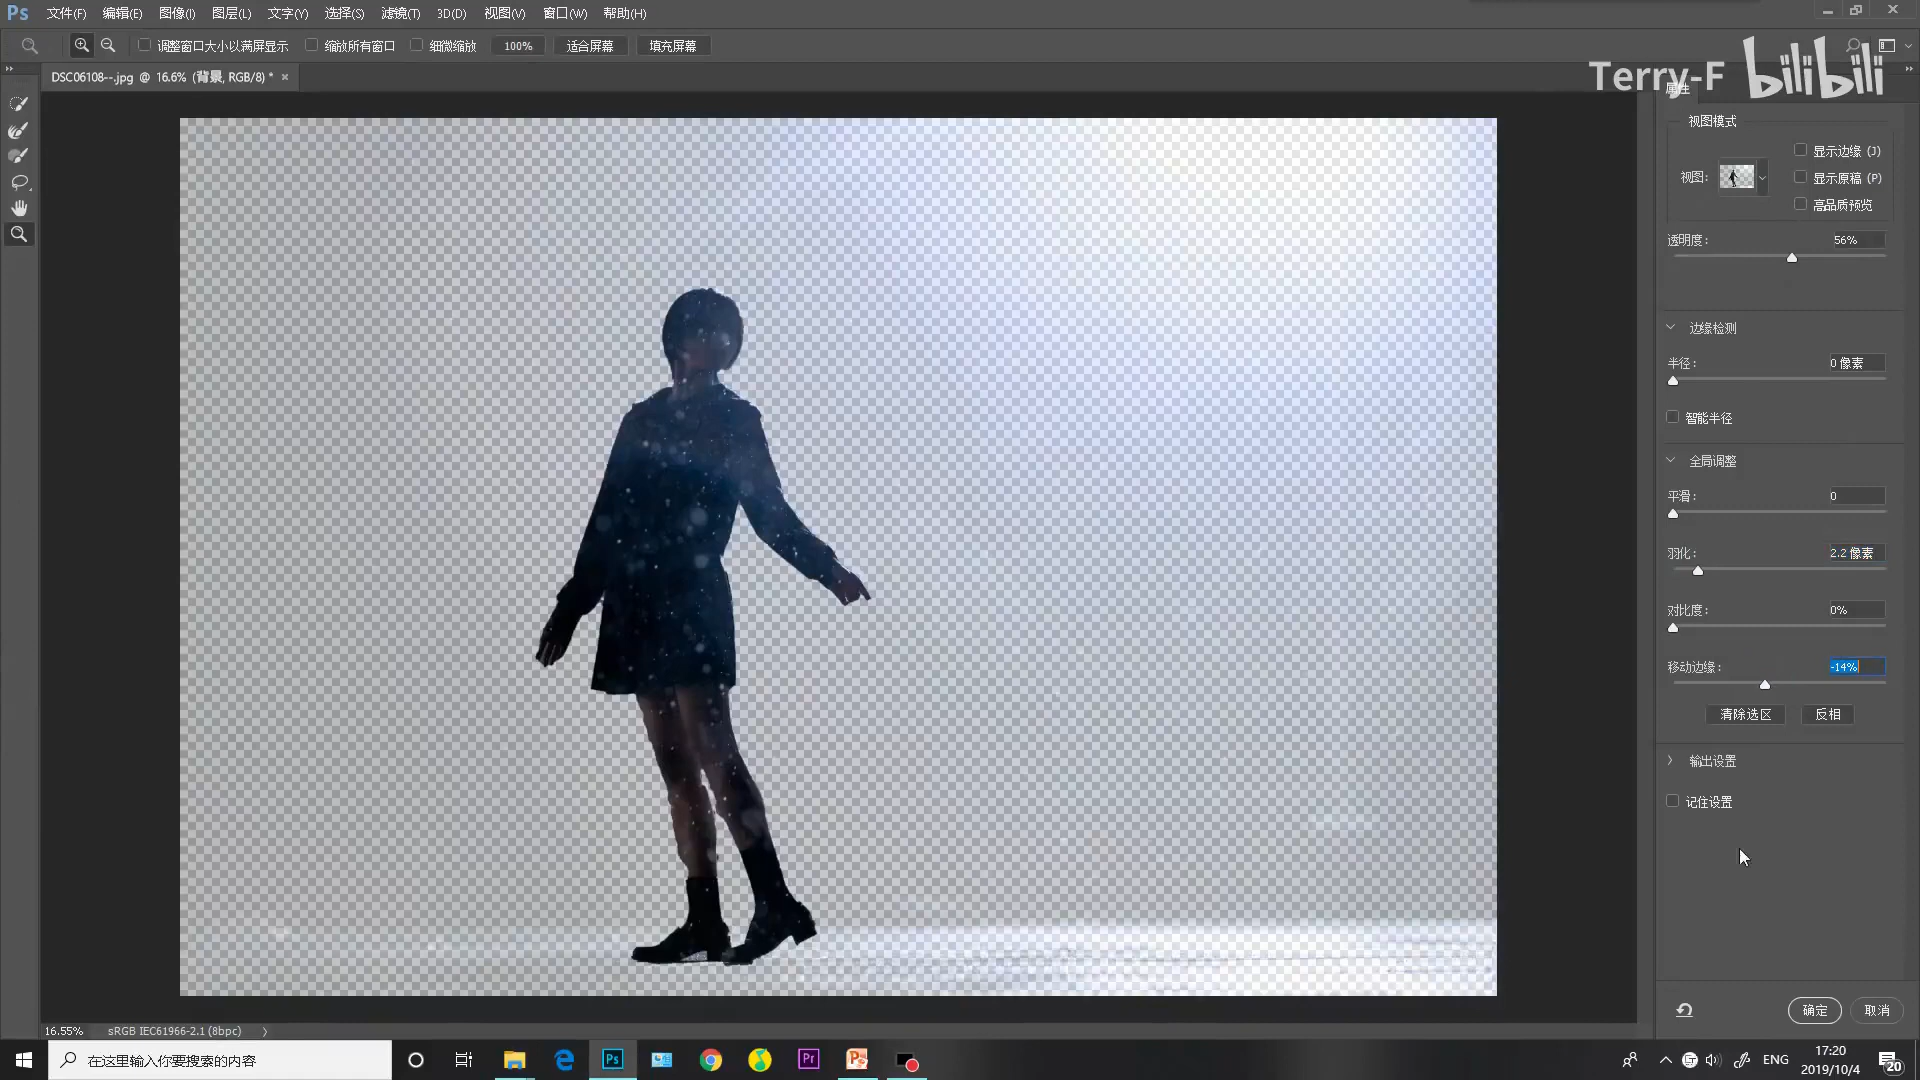 Ps 文件(F) 编辑(E) 图像(I) 图层(L) 文字(Y) 选择(S) 滤镜(T) 3D(D) 视图(V) 窗口(W) 帮助(H)
调整窗口大小以满屏显示 缩放所有窗口 细微缩放 100% 适合屏幕 填充屏幕
DSC06108--.jpg @ 16.6% (背景, RGB/8) * ×
Terry-F bilibili
属性
视图模式
视图:
显示边缘 (J)
显示原稿 (P)
高品质预览
透明度: 56%
边缘检测
半径: 0 像素
智能半径
全局调整
平滑: 0
羽化: 2.2 像素
对比度: 0%
移动边缘: -14%
清除选区 反相
输出设置
记住设置
确定 取消
16.55% sRGB IEC61966-2.1 (8bpc)
在这里输入你要搜索的内容
Ps
Pr
ENG
17:20
2019/10/4
20